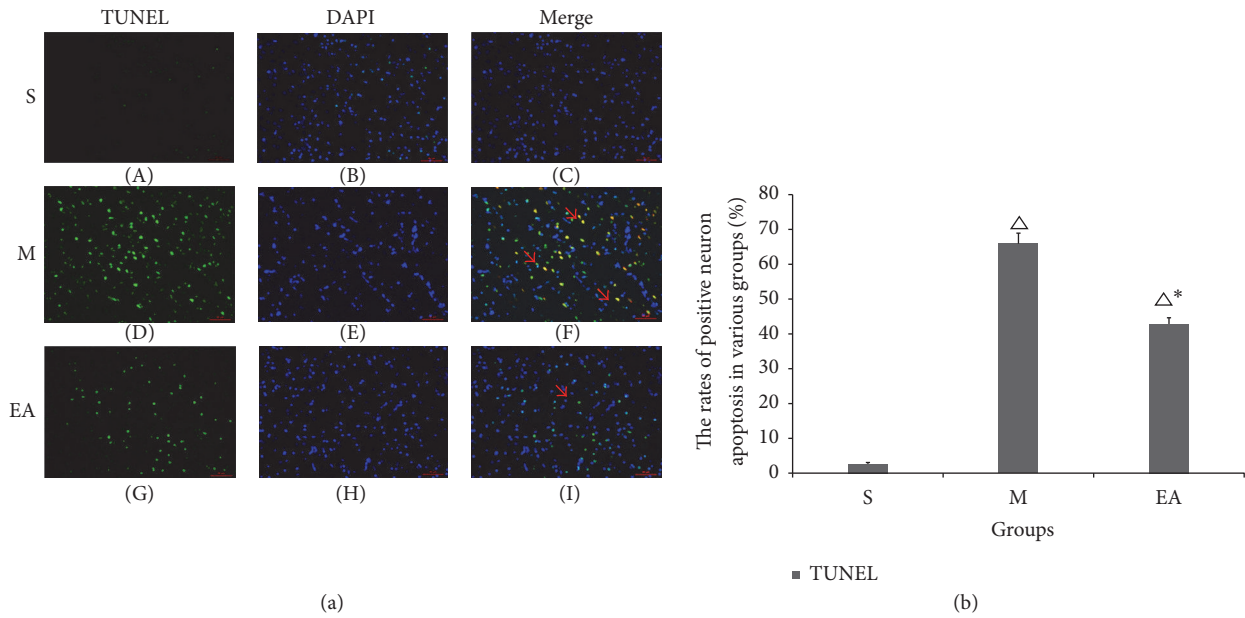 TUNEL DAPI Merge
S
(A) (B) (C)
M
(D) (E) (F)
EA
(G) (H) (I)
(a)
The rates of positive neuron
apoptosis in various groups (%)
80
70
60
50
40
30
20
10
0
△
△*
S M EA
Groups
TUNEL
(b)